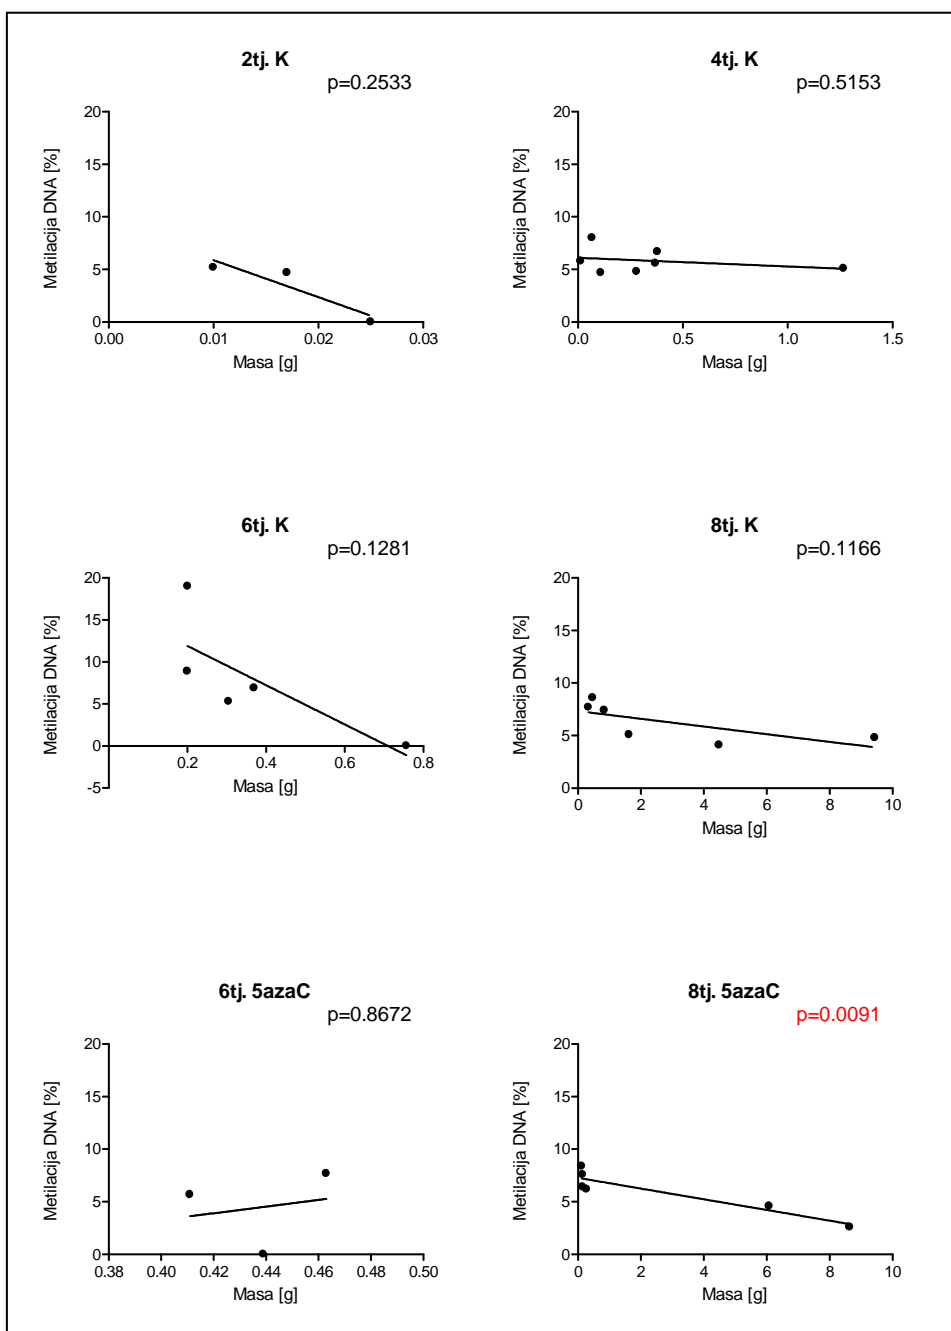 2tj. K
p=0.2533
20
15
10
5
0
0.00 0.01 0.02 0.03
Metilacija DNA [%]
Masa [g]
4tj. K
p=0.5153
20
15
10
5
0
0.0 0.5 1.0 1.5
Metilacija DNA [%]
Masa [g]
6tj. K
p=0.1281
20
15
10
5
0
-5
0.2 0.4 0.6 0.8
Metilacija DNA [%]
Masa [g]
8tj. K
p=0.1166
20
15
10
5
0
0 2 4 6 8 10
Metilacija DNA [%]
Masa [g]
6tj. 5azaC
p=0.8672
20
15
10
5
0
0.38 0.40 0.42 0.44 0.46 0.48 0.50
Metilacija DNA [%]
Masa [g]
8tj. 5azaC
p=0.0091
20
15
10
5
0
0 2 4 6 8 10
Metilacija DNA [%]
Masa [g]